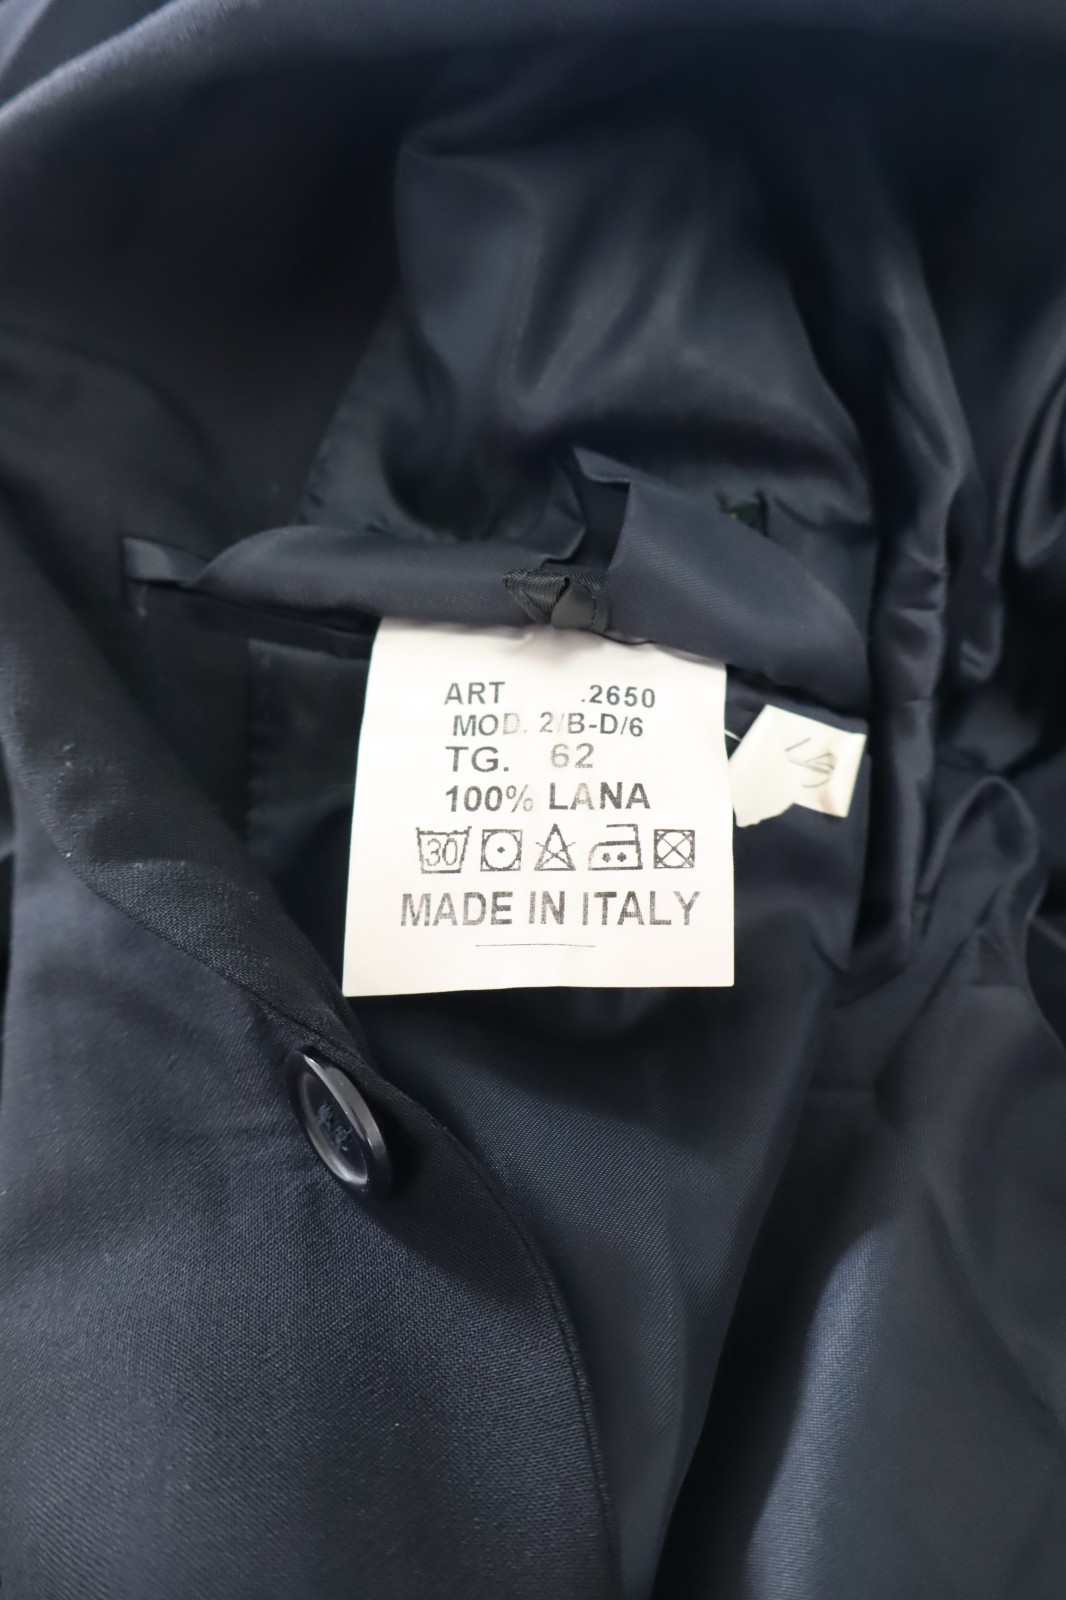 ART .2650
MOD. 2/B-D/6
TG. 62
100% LANA
30
MADE IN ITALY